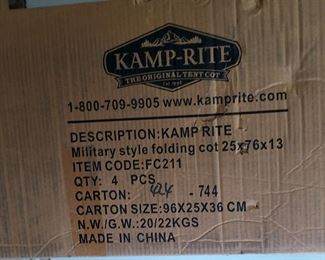 KAMP-RITE
THE ORIGINAL TENT COT
1-800-709-9905 www.kamprite.com
DESCRIPTION:KAMP RITE
Military style folding cot 25x76x13
ITEM CODE:FC211
QTY: 4 PCS
CARTON: 424 - 744
CARTON SIZE:96X25X36 CM
N.W./G.W.:20/22KGS
MADE IN CHINA